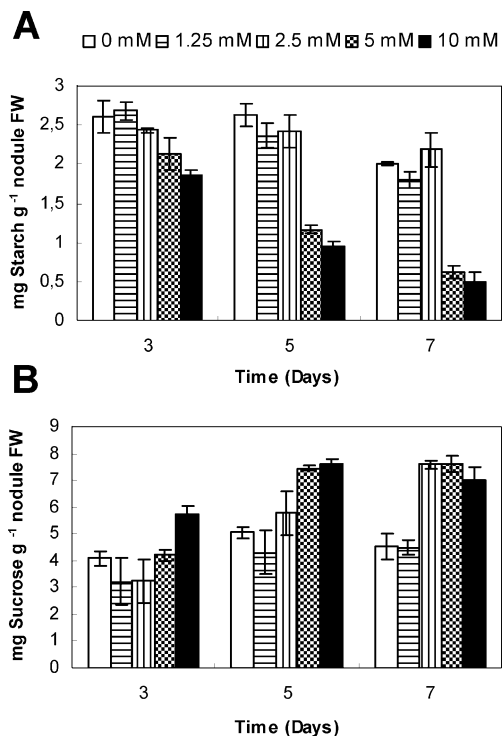 A
0 mM 1.25 mM 2.5 mM 5 mM 10 mM
mg Starch g⁻¹ nodule FW
3
2,5
2
1,5
1
0,5
0
3 5 7
Time (Days)
B
mg Sucrose g⁻¹ nodule FW
9
8
7
6
5
4
3
2
1
0
3 5 7
Time (Days)